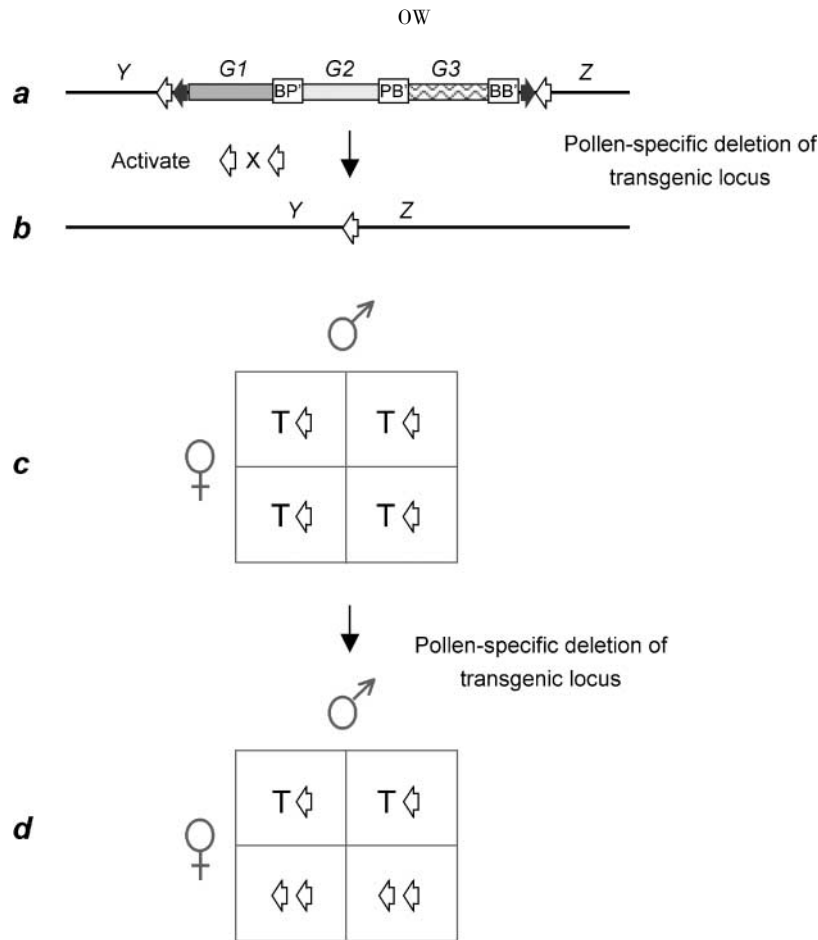 ow
Y G1 BP' G2 PB' G3 BB' Z
a
Activate X
Pollen-specific deletion of
transgenic locus
b
Y Z
c
T T
T T
Pollen-specific deletion of
transgenic locus
d
T T